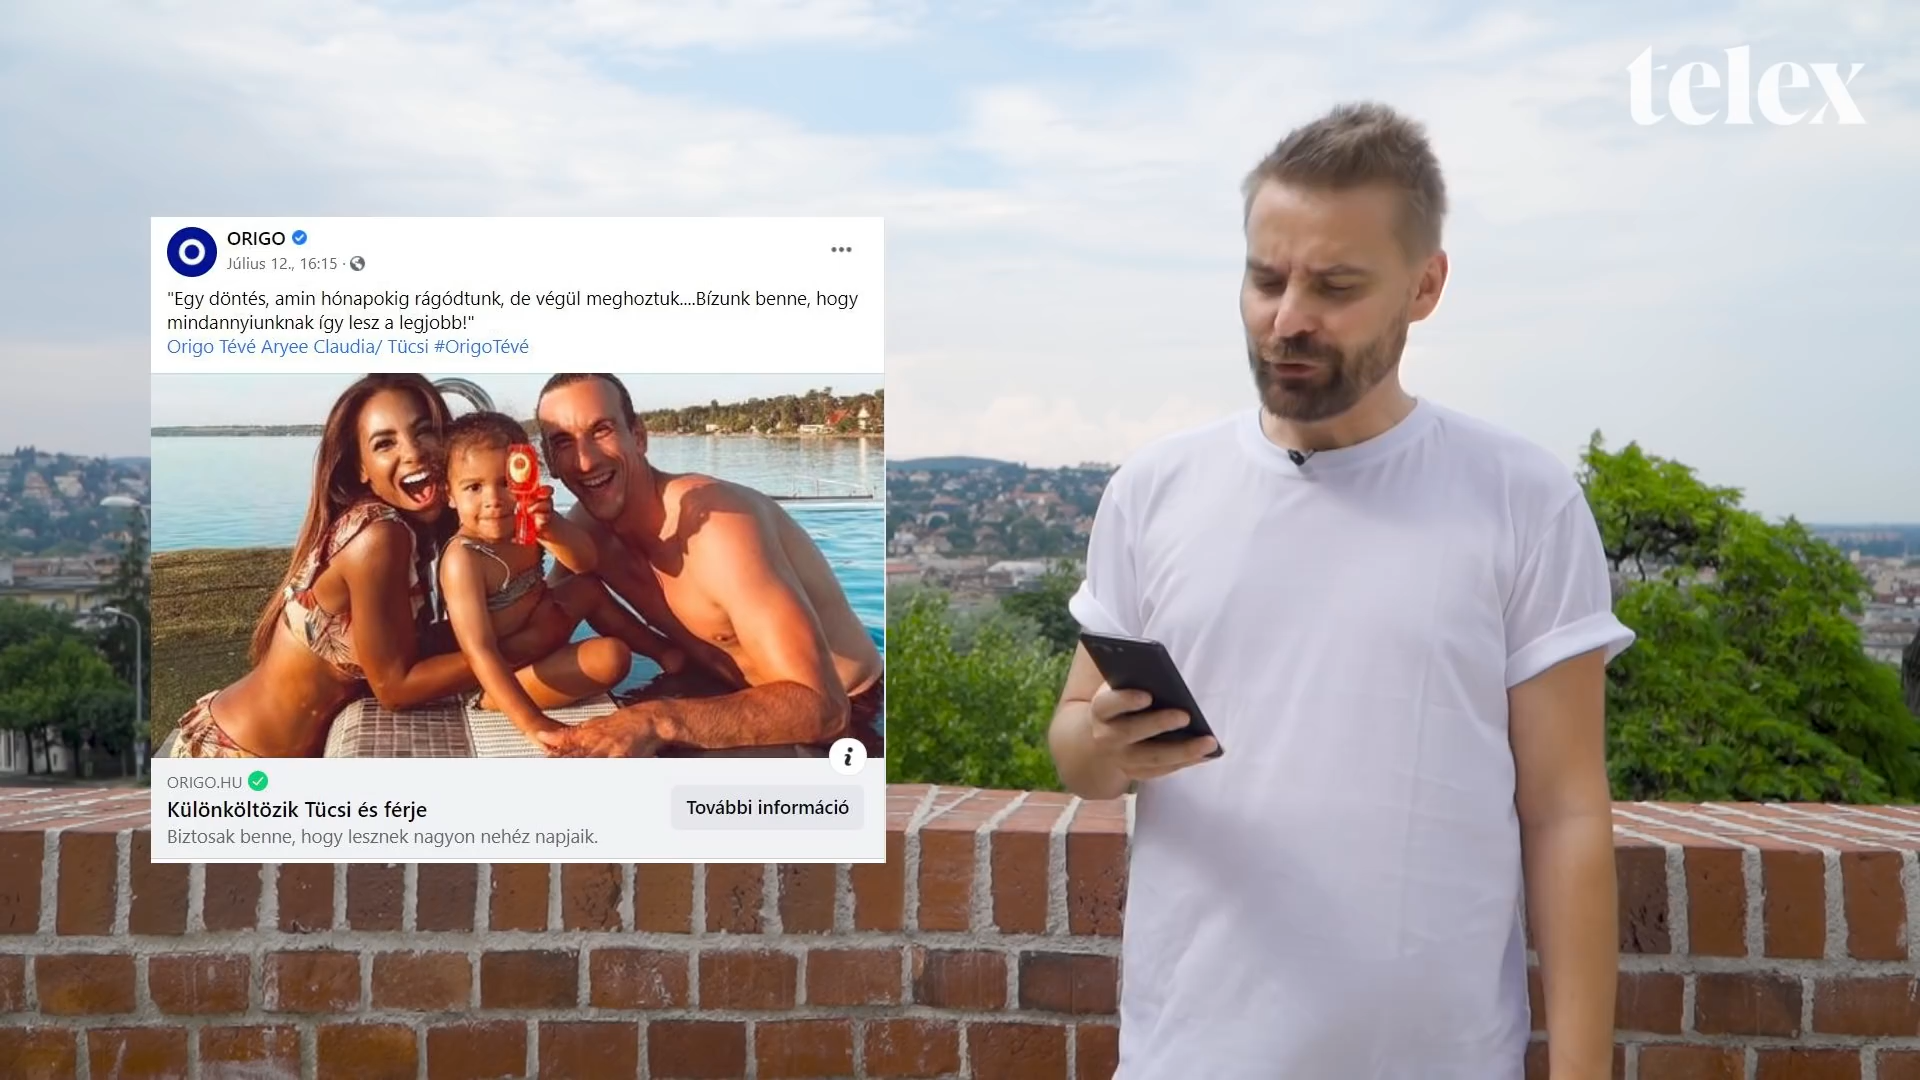 telex
ORIGO
Július 12., 16:15 ·
"Egy döntés, amin hónapokig rágódtunk, de végül meghoztuk....Bízunk benne, hogy
mindannyiunknak így lesz a legjobb!"
Origo Tévé Aryee Claudia/ Tücsi #OrigoTévé
ORIGO.HU
Különköltözik Tücsi és férje
Biztosak benne, hogy lesznek nagyon nehéz napjaik.
További információ